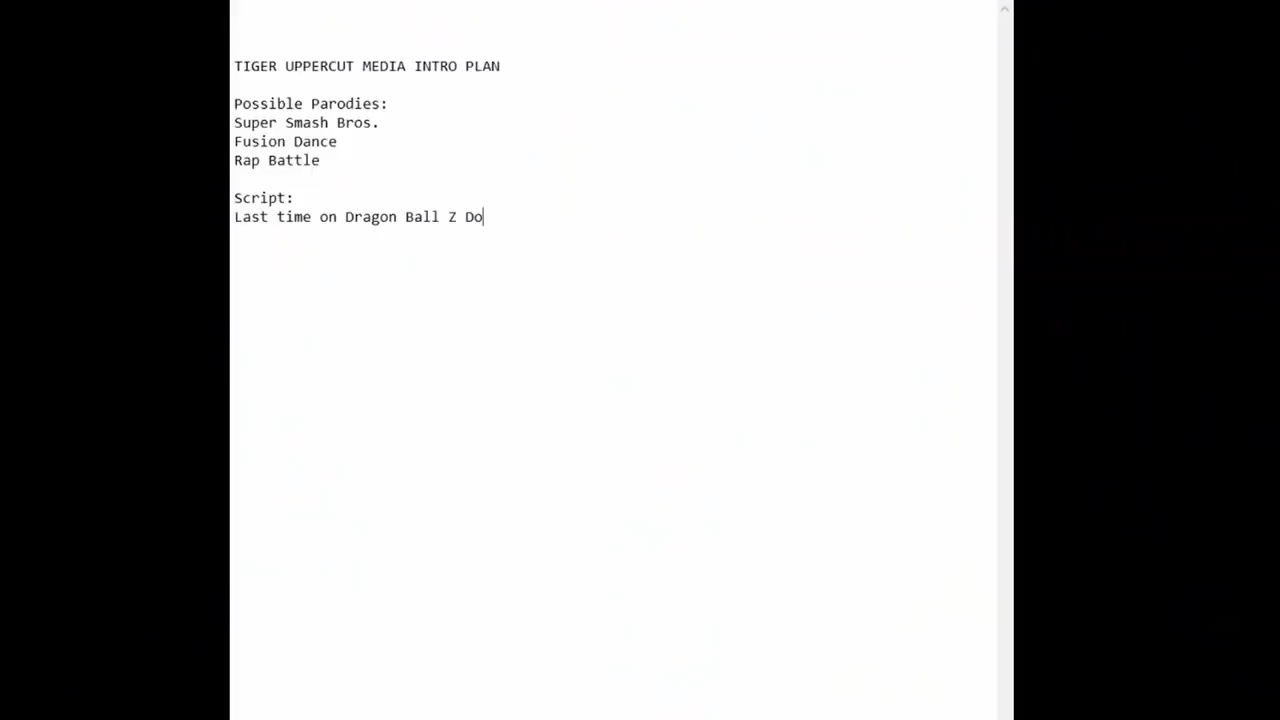 TIGER UPPERCUT MEDIA INTRO PLAN
Possible Parodies:
Super Smash Bros.
Fusion Dance
Rap Battle
Script:
Last time on Dragon Ball Z Do